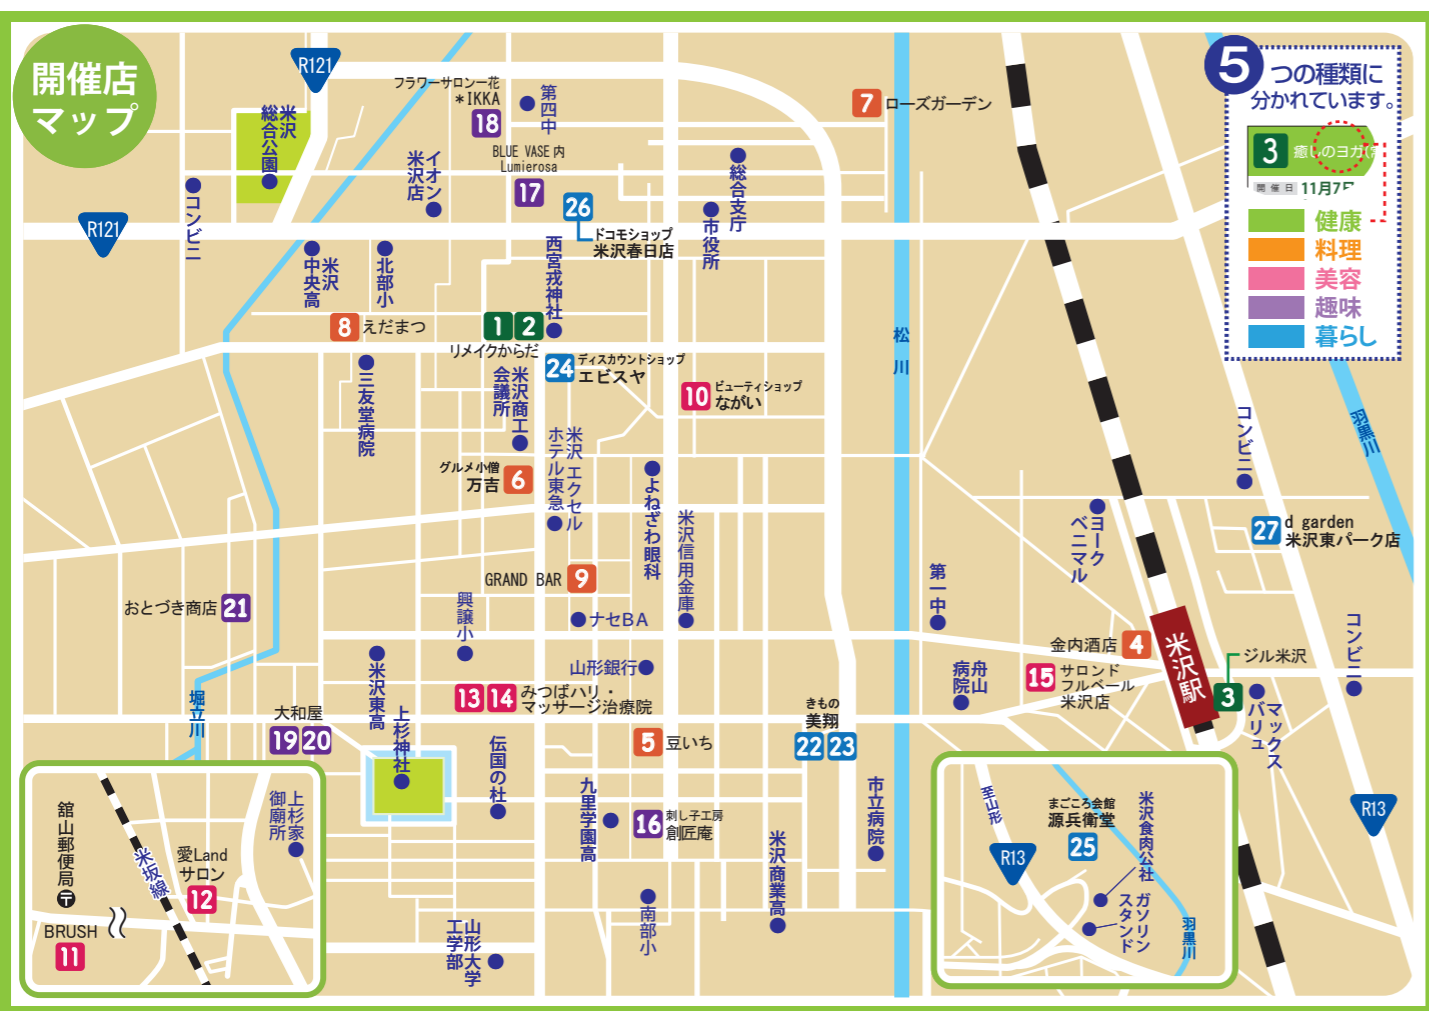 開催店
マップ
R121
米沢
総合公園
コンビニ
R121
フラワーサロン一花
＊IKKA
18
第四中
BLUE VASE 内
Lumierosa
17
イオン
米沢店
26
ドコモショップ
米沢春日店
総合支庁
市役所
7 ローズガーデン
5
つの種類に
分かれています。
3 癒しのヨガ
開催日 11月7日
健康
料理
美容
趣味
暮らし
米沢
中央高
北部小
西宮戎神社
8 えだまつ
1 2
リメイクからだ
三友堂病院
24 ディスカウントショップ
エビスヤ
米沢商工
会議所
10 ビューティショップ
ながい
松川
羽黒川
コンビニ
グルメ小僧
万吉 6
米沢エクセル
ホテル東急
よねざわ眼科
米沢信用金庫
ヨーク
ベニマル
27 d garden
米沢東パーク店
GRAND BAR 9
おとづき商店 21
興譲小
ナセBA
第一中
山形銀行
米沢東高
13 14 みつばハリ・
マッサージ治療院
金内酒店 4
米沢駅
ジル米沢
3
コンビニ
舟山
病院
15 サロンド
フルベール
米沢店
マックス
バリュ
堀立川
大和屋
19 20
上杉神社
伝国の杜
5 豆いち
きもの
美翔
22 23
九里学園高
16 刺し子工房
創匠庵
市立病院
米沢商業高
南部小
山形大学
工学部
R13
舘山郵便局
〒
BRUSH
11
米坂線
愛Land
サロン
12
上杉家
御廟所
至山形
R13
まごころ会館
源兵衛堂
25
米沢食肉公社
ガソリン
スタンド
羽黒川